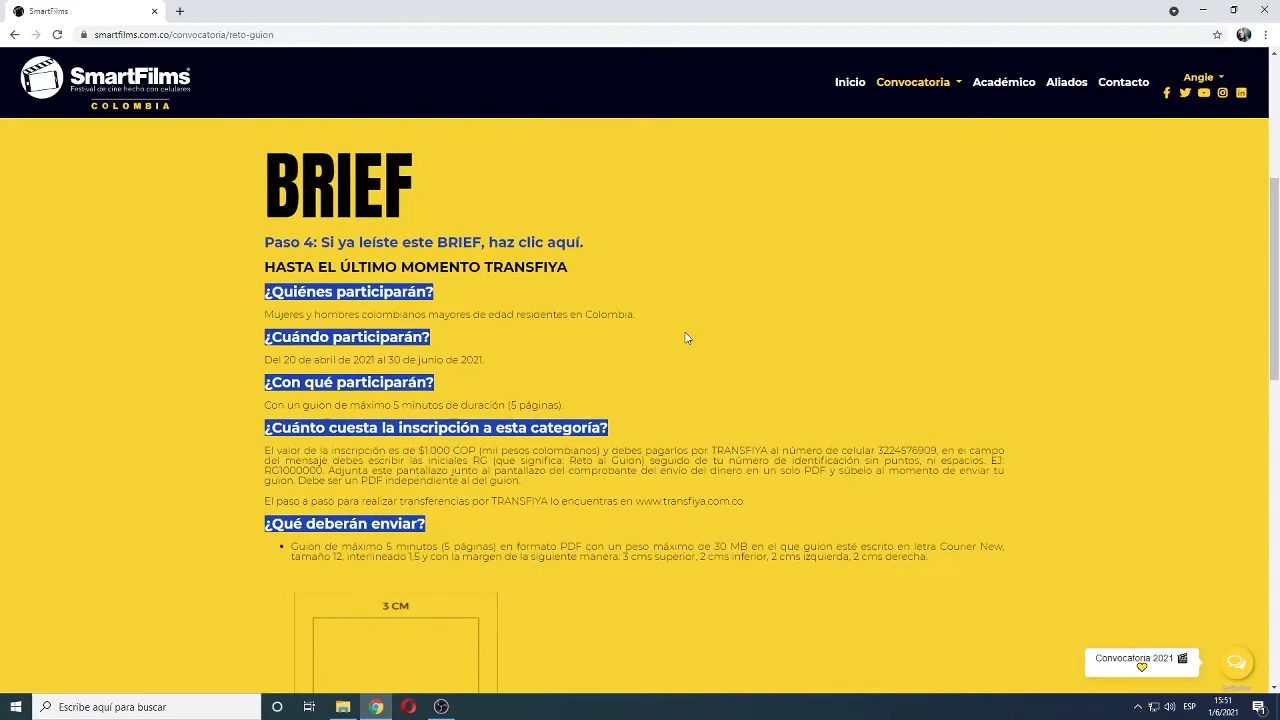 SmartFilms
smartfilms.com.co/convocatoria/reto-guion
SmartFilms
Festival de cine hecho con celulares
COLOMBIA
Inicio Convocatoria Académico Aliados Contacto
Angie
BRIEF
Paso 4: Si ya leíste este BRIEF, haz clic aquí.
HASTA EL ÚLTIMO MOMENTO TRANSFIYA
¿Quiénes participarán?
Mujeres y hombres colombianos mayores de edad residentes en Colombia.
¿Cuándo participarán?
Del 20 de abril de 2021 al 30 de junio de 2021.
¿Con qué participarán?
Con un guion de máximo 5 minutos de duración (5 páginas).
¿Cuánto cuesta la inscripción a esta categoría?
El valor de la inscripción es de $1.000 COP (mil pesos colombianos) y debes pagarlos por TRANSFIYA al número de celular 3224576909, en el campo
del mensaje debes escribir las iniciales RG (que significa: Reto al Guion) seguido de tu número de identificación sin puntos, ni espacios. EJ:
RG1000000. Adjunta este pantallazo junto al pantallazo del comprobante del envío del dinero en un solo PDF y súbelo al momento de enviar tu
guion. Debe ser un PDF independiente al del guion.
El paso a paso para realizar transferencias por TRANSFIYA lo encuentras en www.transfiya.com.co
¿Qué deberán enviar?
• Guion de máximo 5 minutos (5 páginas) en formato PDF con un peso máximo de 30 MB en el que guion esté escrito en letra Courier New,
tamaño 12, interlineado 1,5 y con la margen de la siguiente manera: 3 cms superior, 2 cms inferior, 2 cms izquierda, 2 cms derecha.
3 CM
Convocatoria 2021 🎬
💛
Escribe aquí para buscar
ESP
15:51
1/6/2021